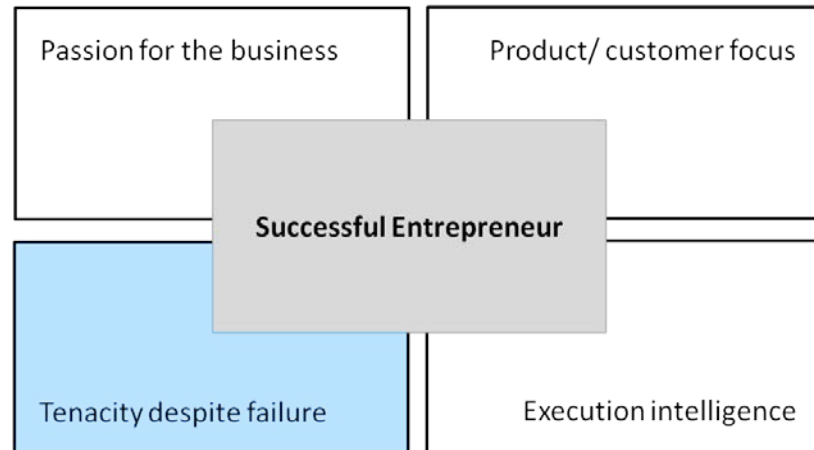 Passion for the business
Product/ customer focus
Successful Entrepreneur
Tenacity despite failure
Execution intelligence